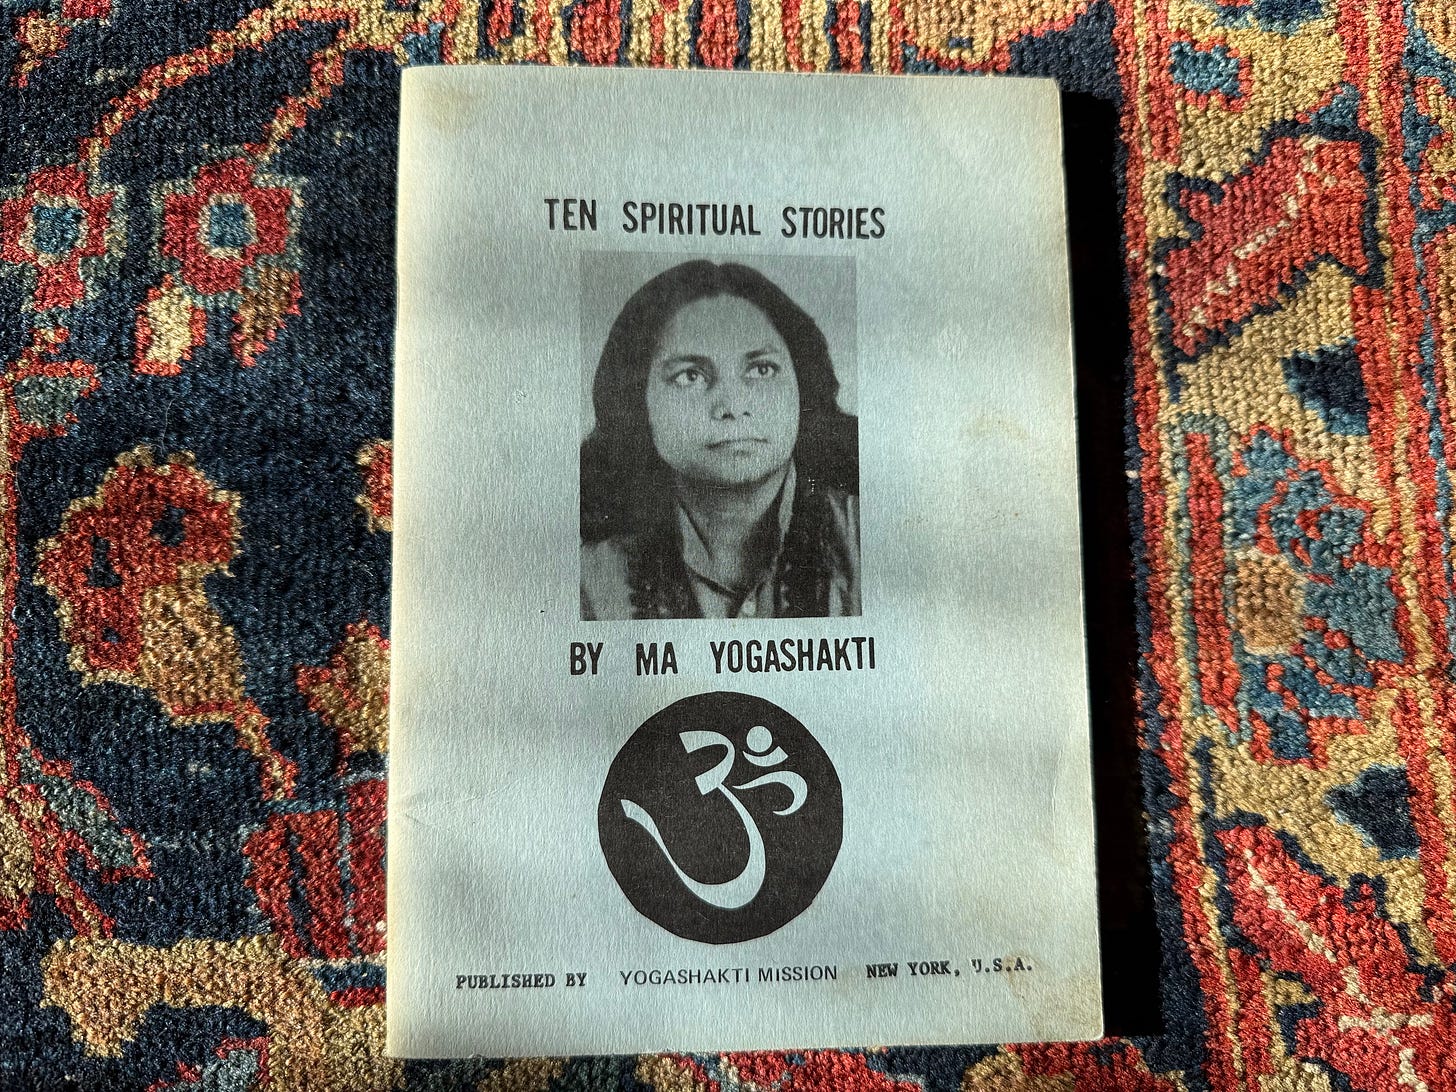 TEN SPIRITUAL STORIES
BY MA YOGASHAKTI
ॐ
PUBLISHED BY YOGASHAKTI MISSION NEW YORK, U.S.A.